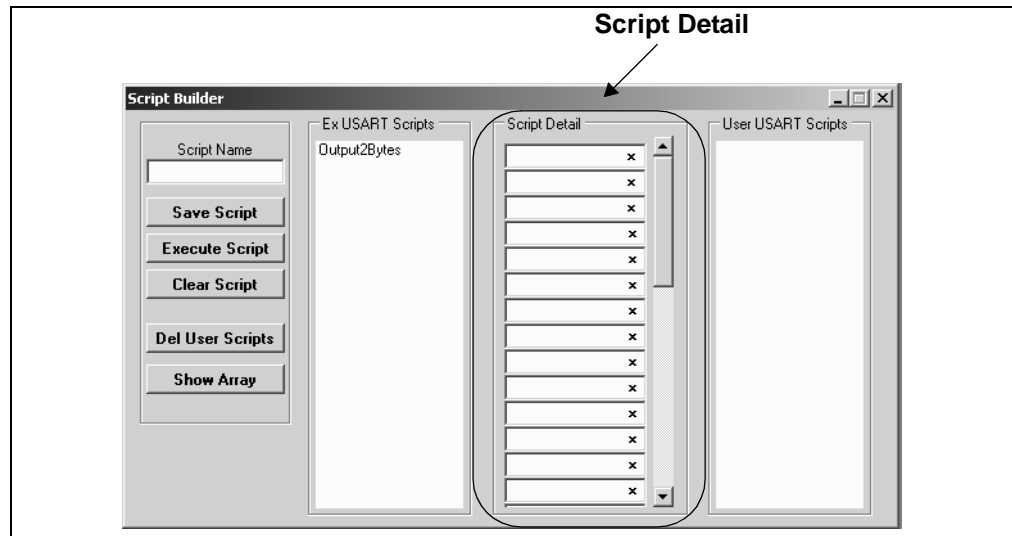 Script Detail
Script Builder
Script Name
Save Script
Execute Script
Clear Script
Del User Scripts
Show Array
Ex USART Scripts
Output2Bytes
Script Detail
x
x
x
x
x
x
x
x
x
x
x
x
x
x
User USART Scripts